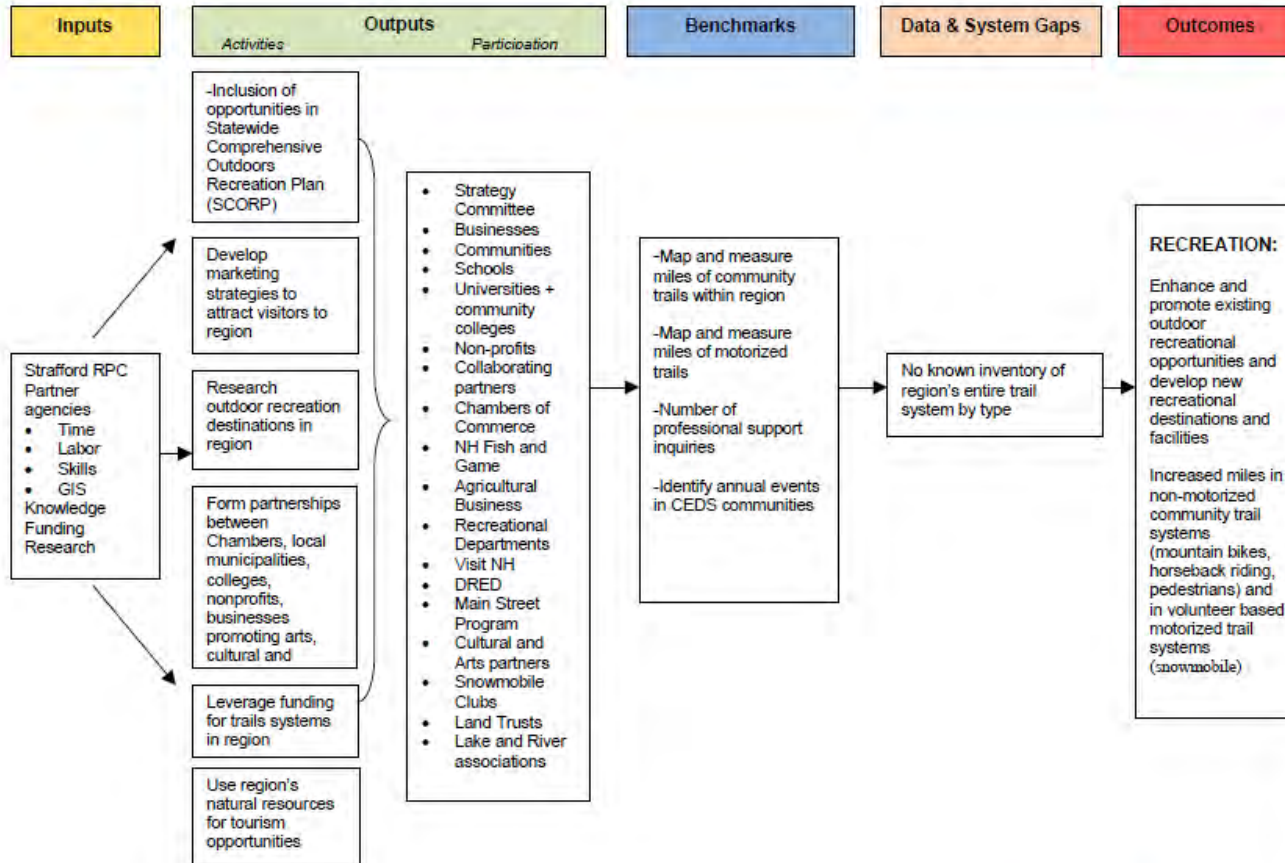 Inputs
Outputs
Activities
Participation
Benchmarks
Data & System Gaps
Outcomes
Strafford RPC
Partner
agencies
• Time
• Labor
• Skills
• GIS
Knowledge
Funding
Research
-Inclusion of
opportunities in
Statewide
Comprehensive
Outdoors
Recreation Plan
(SCORP)
Develop
marketing
strategies to
attract visitors to
region
Research
outdoor recreation
destinations in
region
Form partnerships
between
Chambers, local
municipalities,
colleges,
nonprofits,
businesses
promoting arts,
cultural and
Leverage funding
for trails systems
in region
Use region's
natural resources
for tourism
opportunities
• Strategy
Committee
• Businesses
• Communities
• Schools
• Universities +
community
colleges
• Non-profits
• Collaborating
partners
• Chambers of
Commerce
• NH Fish and
Game
• Agricultural
Business
• Recreational
Departments
• Visit NH
• DRED
• Main Street
Program
• Cultural and
Arts partners
• Snowmobile
Clubs
• Land Trusts
• Lake and River
associations
-Map and measure
miles of community
trails within region
-Map and measure
miles of motorized
trails
-Number of
professional support
inquiries
-Identify annual events
in CEDS communities
No known inventory of
region's entire trail
system by type
RECREATION:
Enhance and
promote existing
outdoor
recreational
opportunities and
develop new
recreational
destinations and
facilities
Increased miles in
non-motorized
community trail
systems
(mountain bikes,
horseback riding,
pedestrians) and
in volunteer based
motorized trail
systems
(snowmobile)